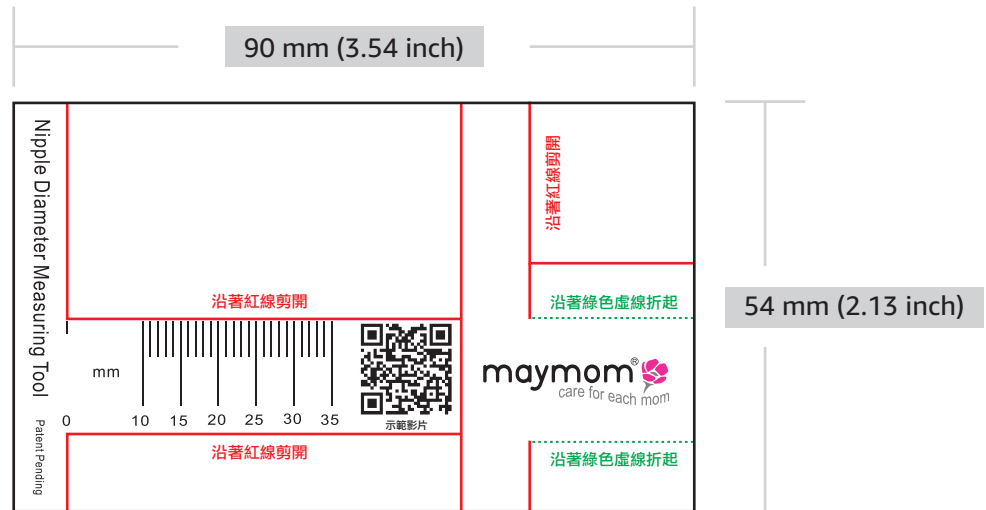 90 mm (3.54 inch)
Nipple Diameter Measuring Tool
Patent Pending
沿著紅線剪開
沿著紅線剪開
沿著綠色虛線折起
54 mm (2.13 inch)
mm
0 10 15 20 25 30 35
示範影片
maymom®
care for each mom
沿著紅線剪開
沿著綠色虛線折起